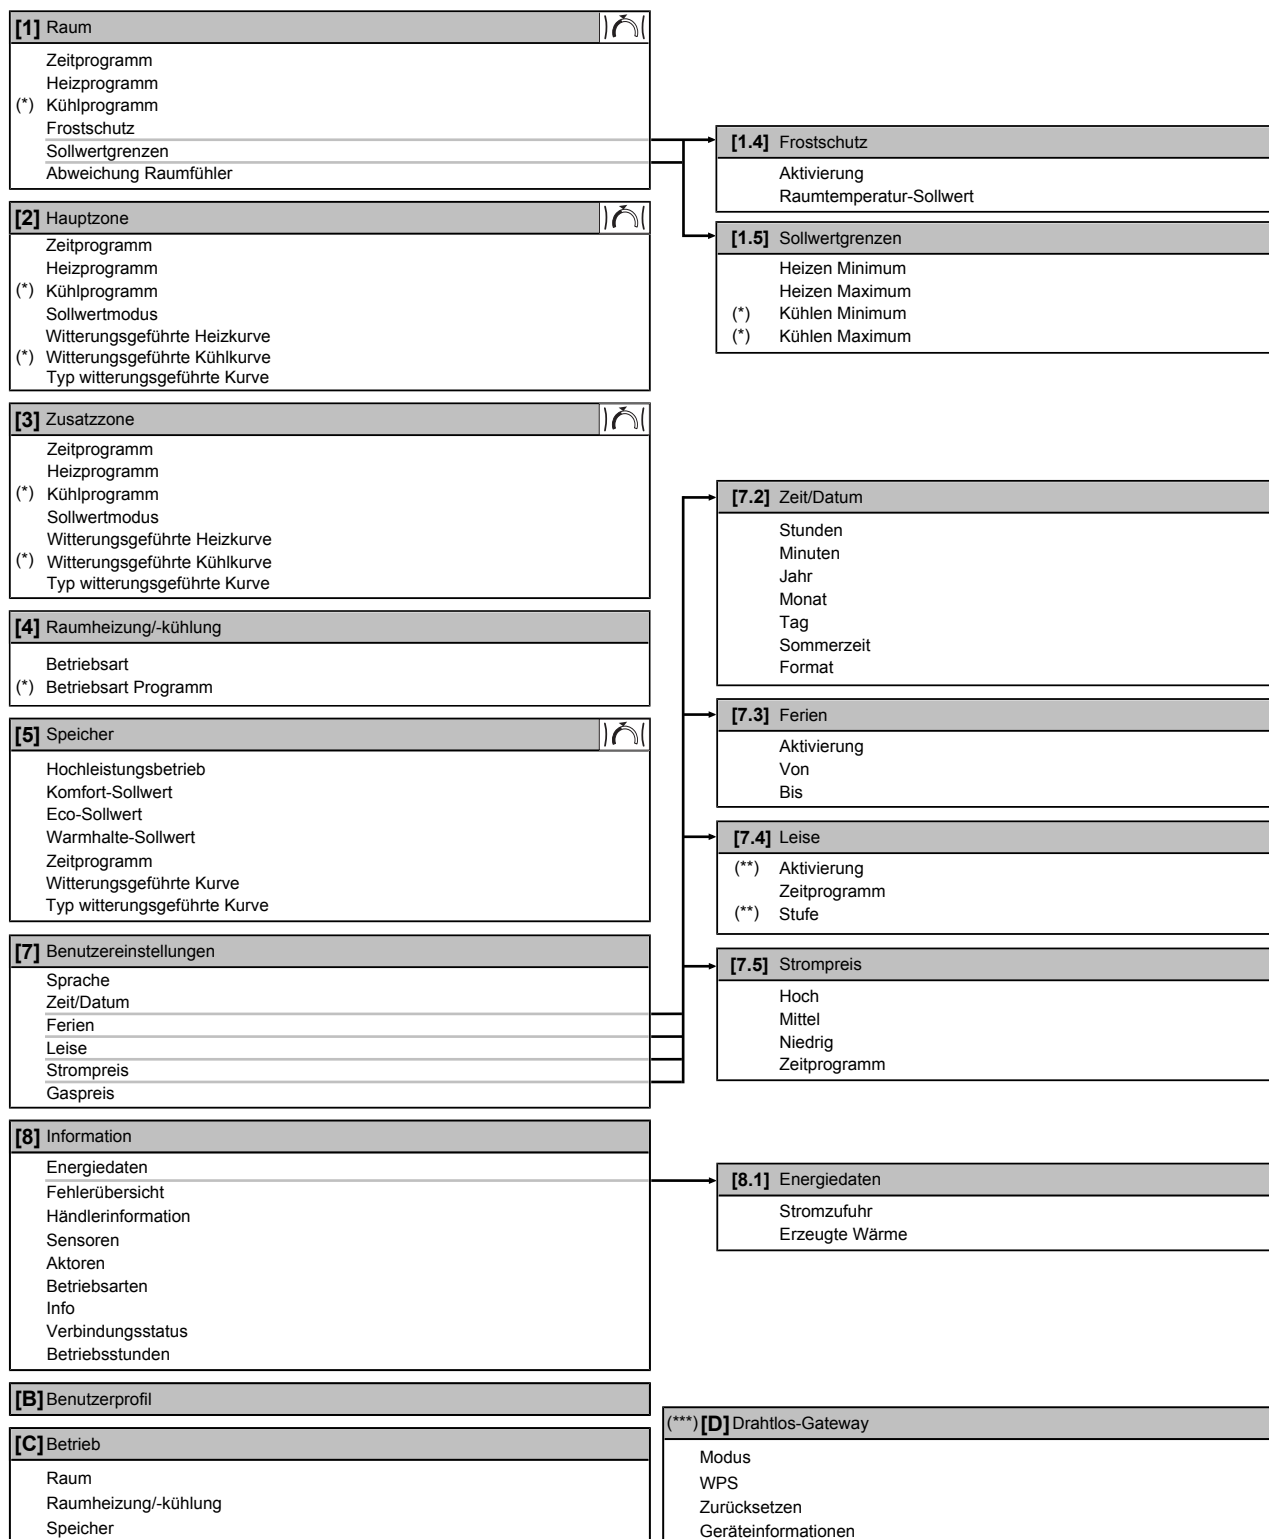 [1] Raum
Zeitprogramm
Heizprogramm
(*) Kühlprogramm
Frostschutz
Sollwertgrenzen
Abweichung Raumfühler
[2] Hauptzone
Zeitprogramm
Heizprogramm
(*) Kühlprogramm
Sollwertmodus
Witterungsgeführte Heizkurve
(*) Witterungsgeführte Kühlkurve
Typ witterungsgeführte Kurve
[3] Zusatzzone
Zeitprogramm
Heizprogramm
(*) Kühlprogramm
Sollwertmodus
Witterungsgeführte Heizkurve
(*) Witterungsgeführte Kühlkurve
Typ witterungsgeführte Kurve
[4] Raumheizung/-kühlung
Betriebsart
(*) Betriebsart Programm
[5] Speicher
Hochleistungsbetrieb
Komfort-Sollwert
Eco-Sollwert
Warmhalte-Sollwert
Zeitprogramm
Witterungsgeführte Kurve
Typ witterungsgeführte Kurve
[7] Benutzereinstellungen
Sprache
Zeit/Datum
Ferien
Leise
Strompreis
Gaspreis
[8] Information
Energiedaten
Fehlerübersicht
Händlerinformation
Sensoren
Aktoren
Betriebsarten
Info
Verbindungsstatus
Betriebsstunden
[B] Benutzerprofil
[C] Betrieb
Raum
Raumheizung/-kühlung
Speicher
[1.4] Frostschutz
Aktivierung
Raumtemperatur-Sollwert
[1.5] Sollwertgrenzen
Heizen Minimum
Heizen Maximum
(*) Kühlen Minimum
(*) Kühlen Maximum
[7.2] Zeit/Datum
Stunden
Minuten
Jahr
Monat
Tag
Sommerzeit
Format
[7.3] Ferien
Aktivierung
Von
Bis
[7.4] Leise
(**) Aktivierung
Zeitprogramm
(**) Stufe
[7.5] Strompreis
Hoch
Mittel
Niedrig
Zeitprogramm
[8.1] Energiedaten
Stromzufuhr
Erzeugte Wärme
(***) [D] Drahtlos-Gateway
Modus
WPS
Zurücksetzen
Geräteinformationen